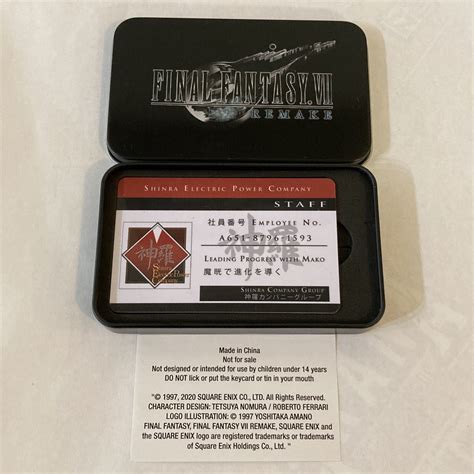 FINAL FANTASY VII
REMAKE
SHINRA ELECTRIC POWER COMPANY
STAFF
社員番号 EMPLOYEE NO.
A651-8796-1593
LEADING PROGRESS WITH MAKO
魔晄で進化を導く
神羅
SHINRA
ELECTRIC POWER
COMPANY
神羅
SHINRA COMPANY GROUP
神羅カンパニーグループ
Made in China
Not for sale
Not designed or intended for use by children under 14 years
DO NOT lick or put the keycard or tin in your mouth
"© 1997, 2020 SQUARE ENIX CO., LTD. All Rights Reserved.
CHARACTER DESIGN: TETSUYA NOMURA / ROBERTO FERRARI
LOGO ILLUSTRATION: © 1997 YOSHITAKA AMANO
FINAL FANTASY, FINAL FANTASY VII REMAKE, SQUARE ENIX and
the SQUARE ENIX logo are registered trademarks or trademarks
of Square Enix Holdings Co., Ltd."